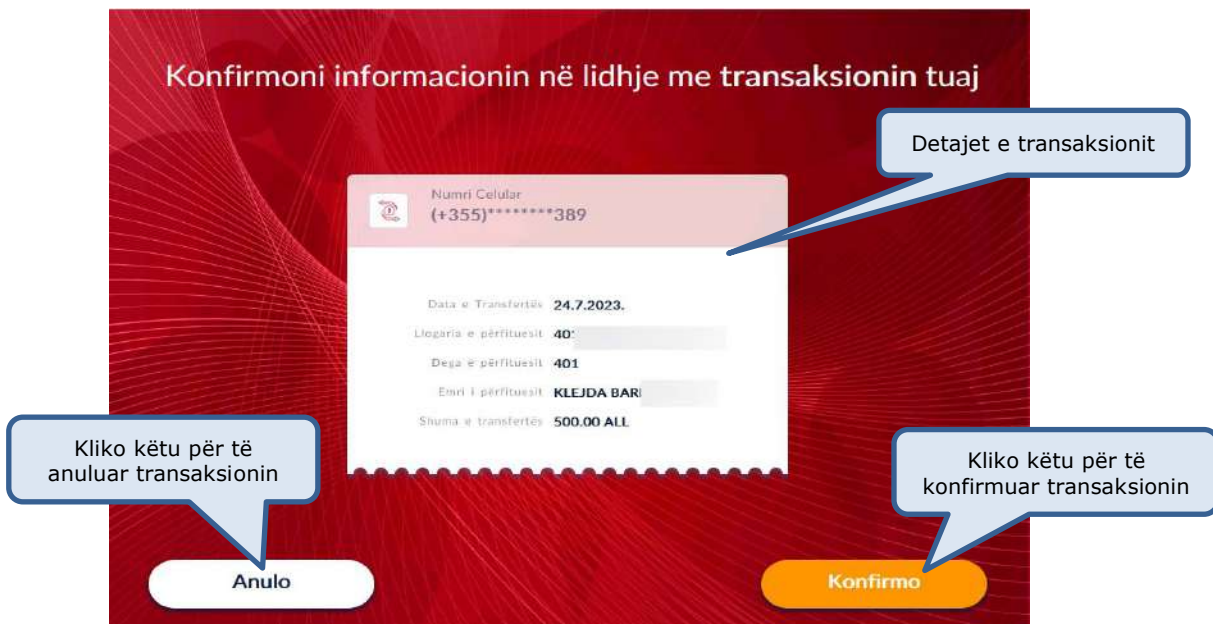 Konfirmoni informacionin në lidhje me transaksionin tuaj
Detajet e transaksionit
Numri Celular
(+355)********389
Data e Transfertës 24.7.2023.
Llogaria e përfituesit 40
Dega e përfituesit 401
Emri i përfituesit KLEJDA BAR
Shuma e transfertës 500.00 ALL
Kliko këtu për të
anuluar transaksionin
Kliko këtu për të
konfirmuar transaksionin
Anulo
Konfirmo